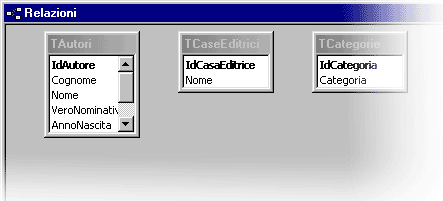 Relazioni
TAutori
IdAutore
Cognome
Nome
VeroNominativ
AnnoNascita
TCaseEditrici
IdCasaEditrice
Nome
TCategorie
IdCategoria
Categoria